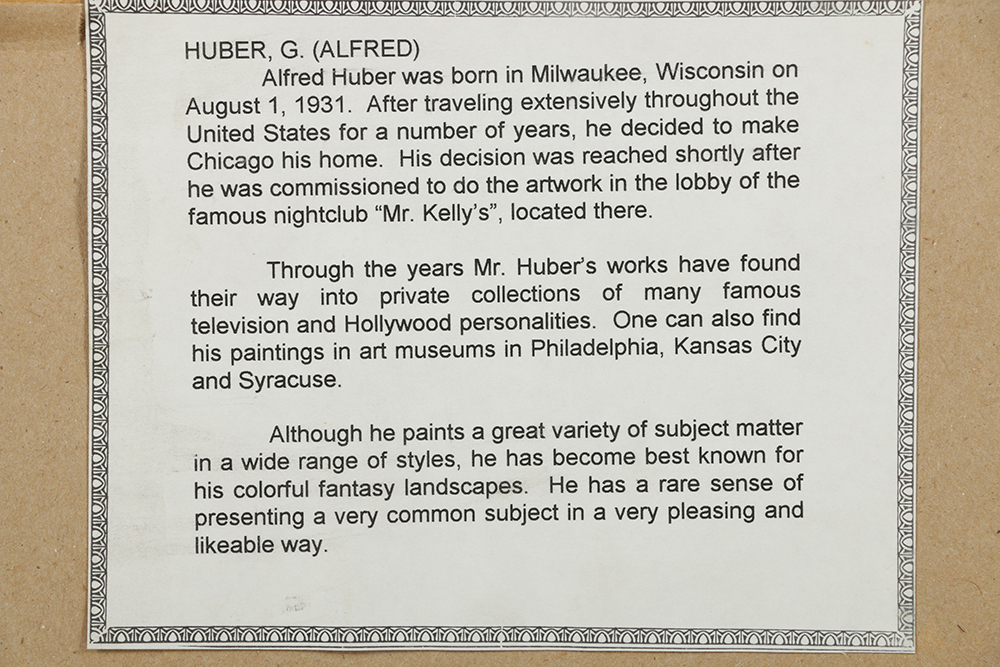 HUBER, G. (ALFRED)
Alfred Huber was born in Milwaukee, Wisconsin on
August 1, 1931. After traveling extensively throughout the
United States for a number of years, he decided to make
Chicago his home. His decision was reached shortly after
he was commissioned to do the artwork in the lobby of the
famous nightclub “Mr. Kelly’s”, located there.
Through the years Mr. Huber’s works have found
their way into private collections of many famous
television and Hollywood personalities. One can also find
his paintings in art museums in Philadelphia, Kansas City
and Syracuse.
Although he paints a great variety of subject matter
in a wide range of styles, he has become best known for
his colorful fantasy landscapes. He has a rare sense of
presenting a very common subject in a very pleasing and
likeable way.